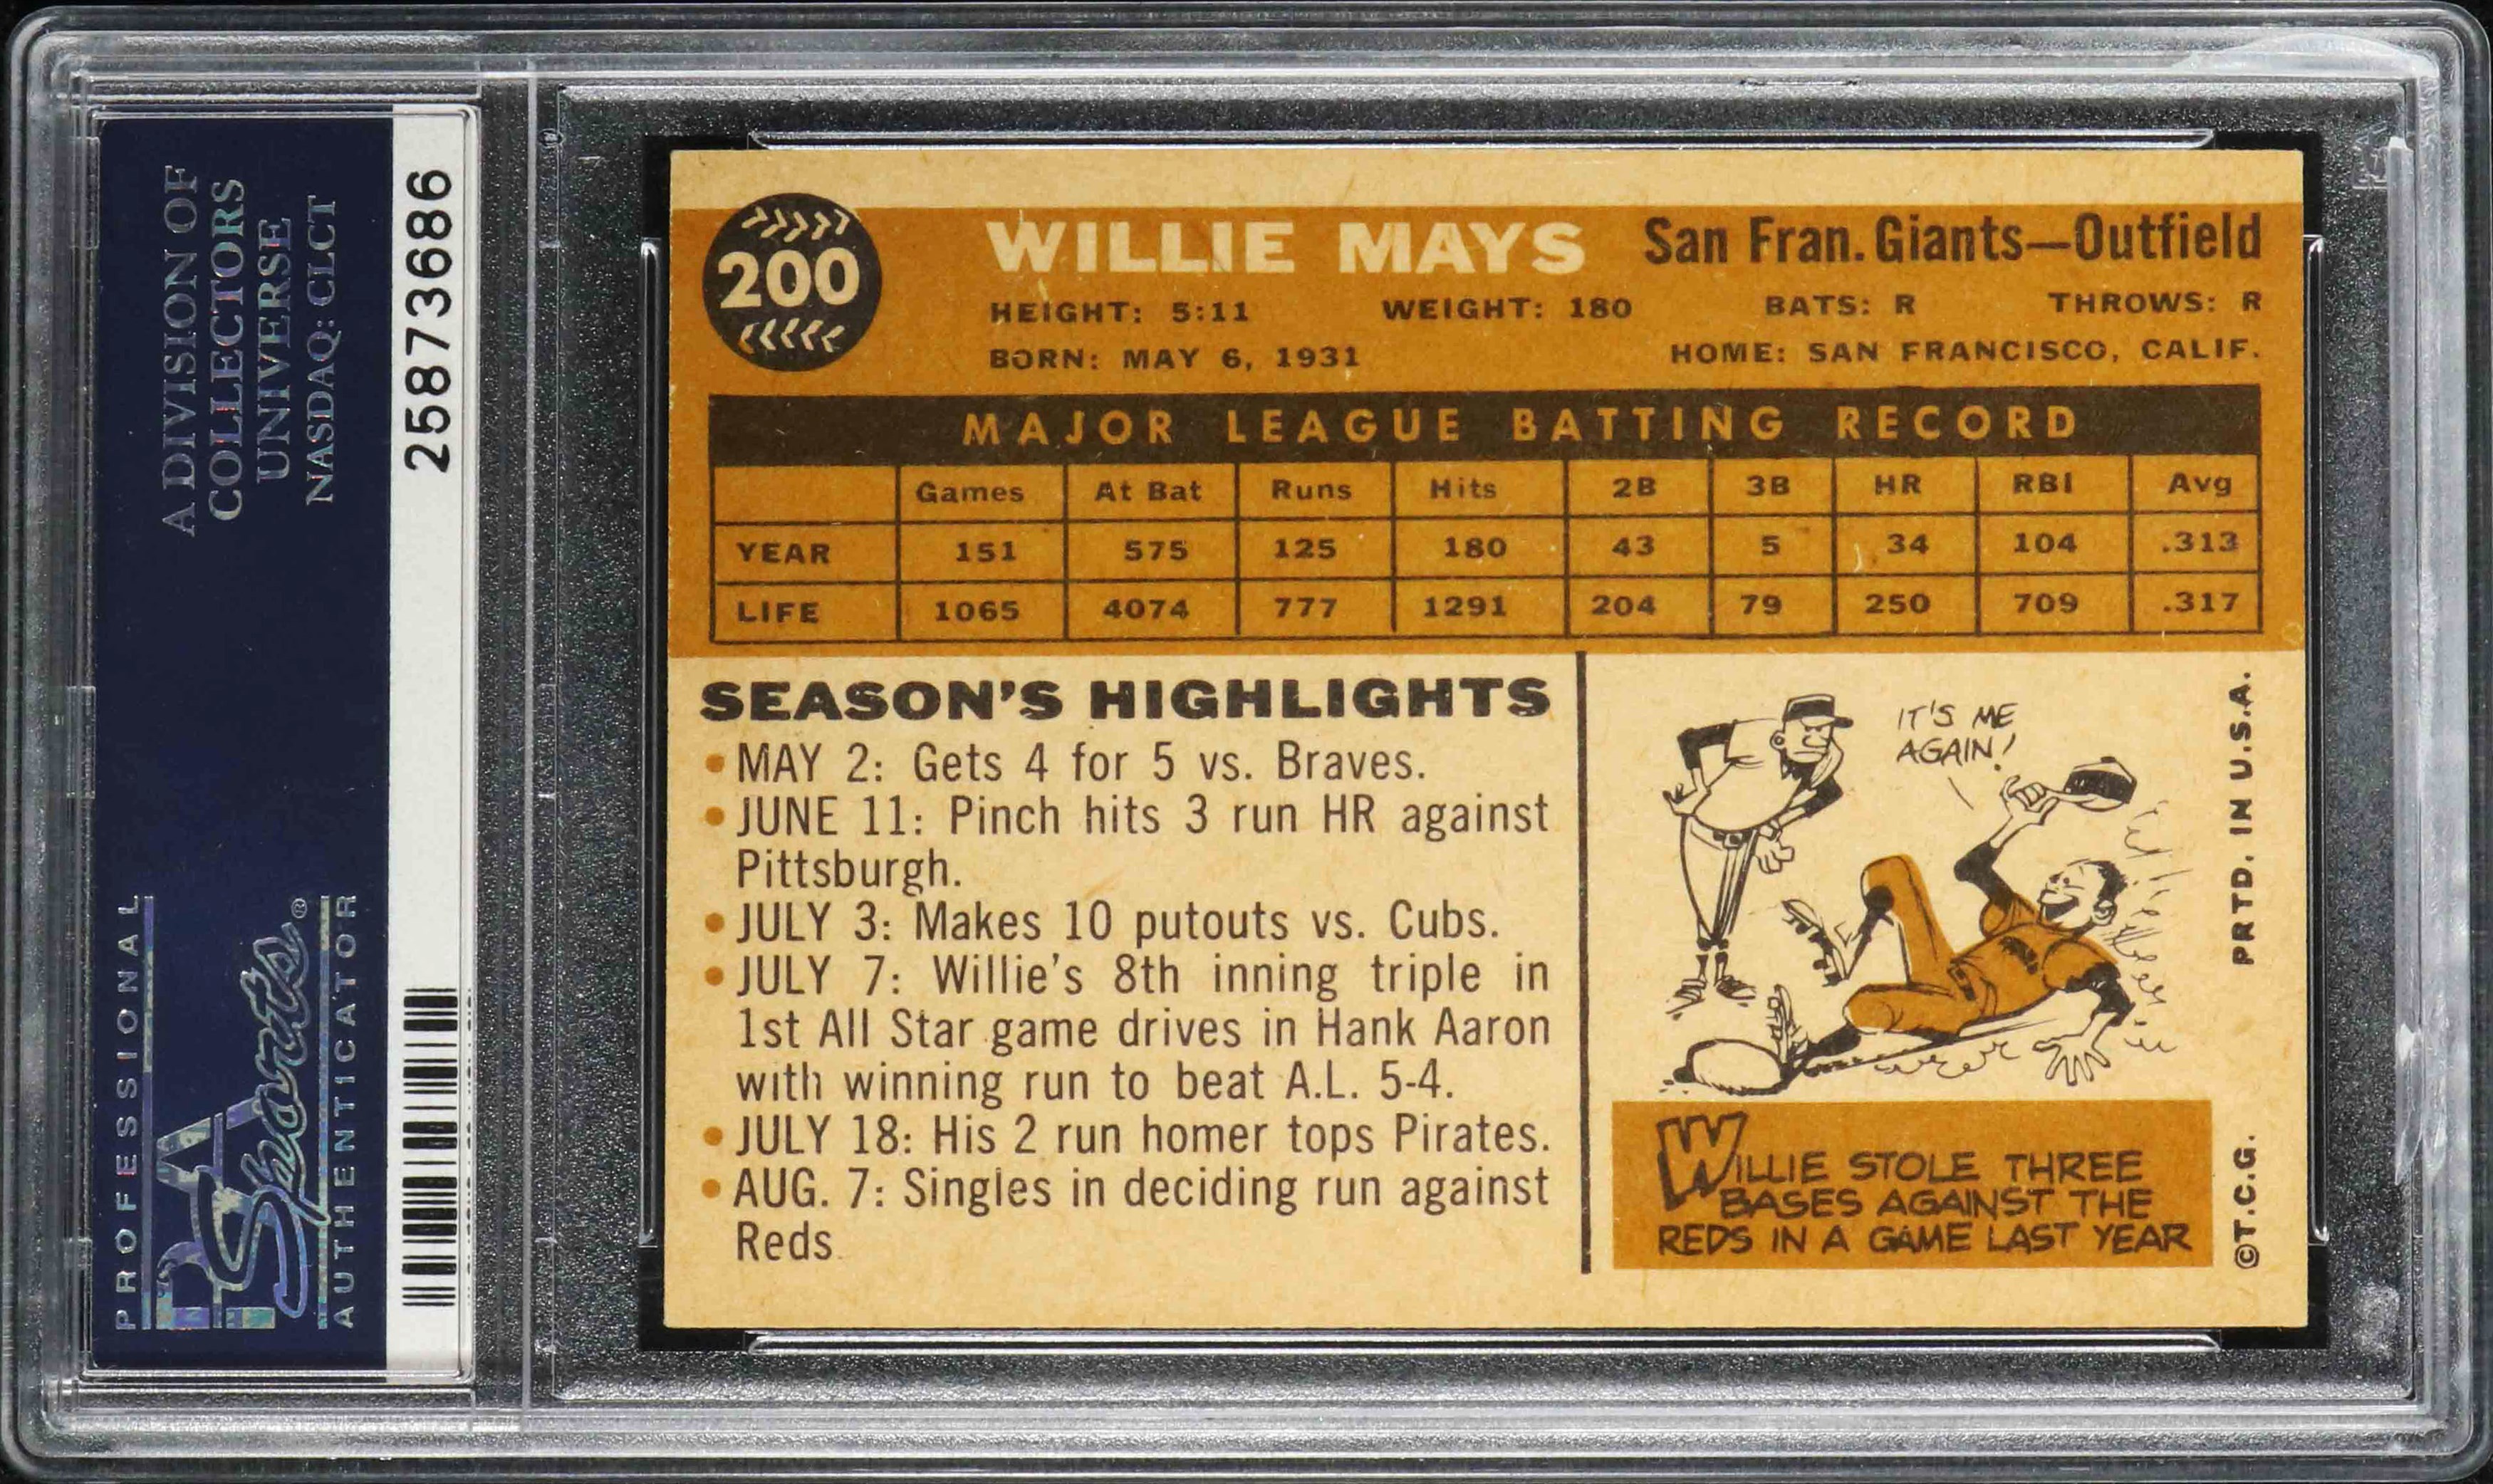 A DIVISION OF
COLLECTORS
UNIVERSE
NASDAQ: CLCT
PROFESSIONAL
PSA
Sports®
AUTHENTICATOR
25873686
200
WILLIE MAYS San Fran. Giants—Outfield
HEIGHT: 5:11 WEIGHT: 180 BATS: R THROWS: R
BORN: MAY 6, 1931 HOME: SAN FRANCISCO, CALIF.
MAJOR LEAGUE BATTING RECORD
Games At Bat Runs Hits 2B 3B HR RBI Avg
YEAR 151 575 125 180 43 5 34 104 .313
LIFE 1065 4074 777 1291 204 79 250 709 .317
SEASON'S HIGHLIGHTS
• MAY 2: Gets 4 for 5 vs. Braves.
• JUNE 11: Pinch hits 3 run HR against
Pittsburgh.
• JULY 3: Makes 10 putouts vs. Cubs.
• JULY 7: Willie's 8th inning triple in
1st All Star game drives in Hank Aaron
with winning run to beat A.L. 5-4.
• JULY 18: His 2 run homer tops Pirates.
• AUG. 7: Singles in deciding run against
Reds
IT'S ME
AGAIN!
WILLIE STOLE THREE
BASES AGAINST THE
REDS IN A GAME LAST YEAR
©T.C.G. PRTD. IN U.S.A.